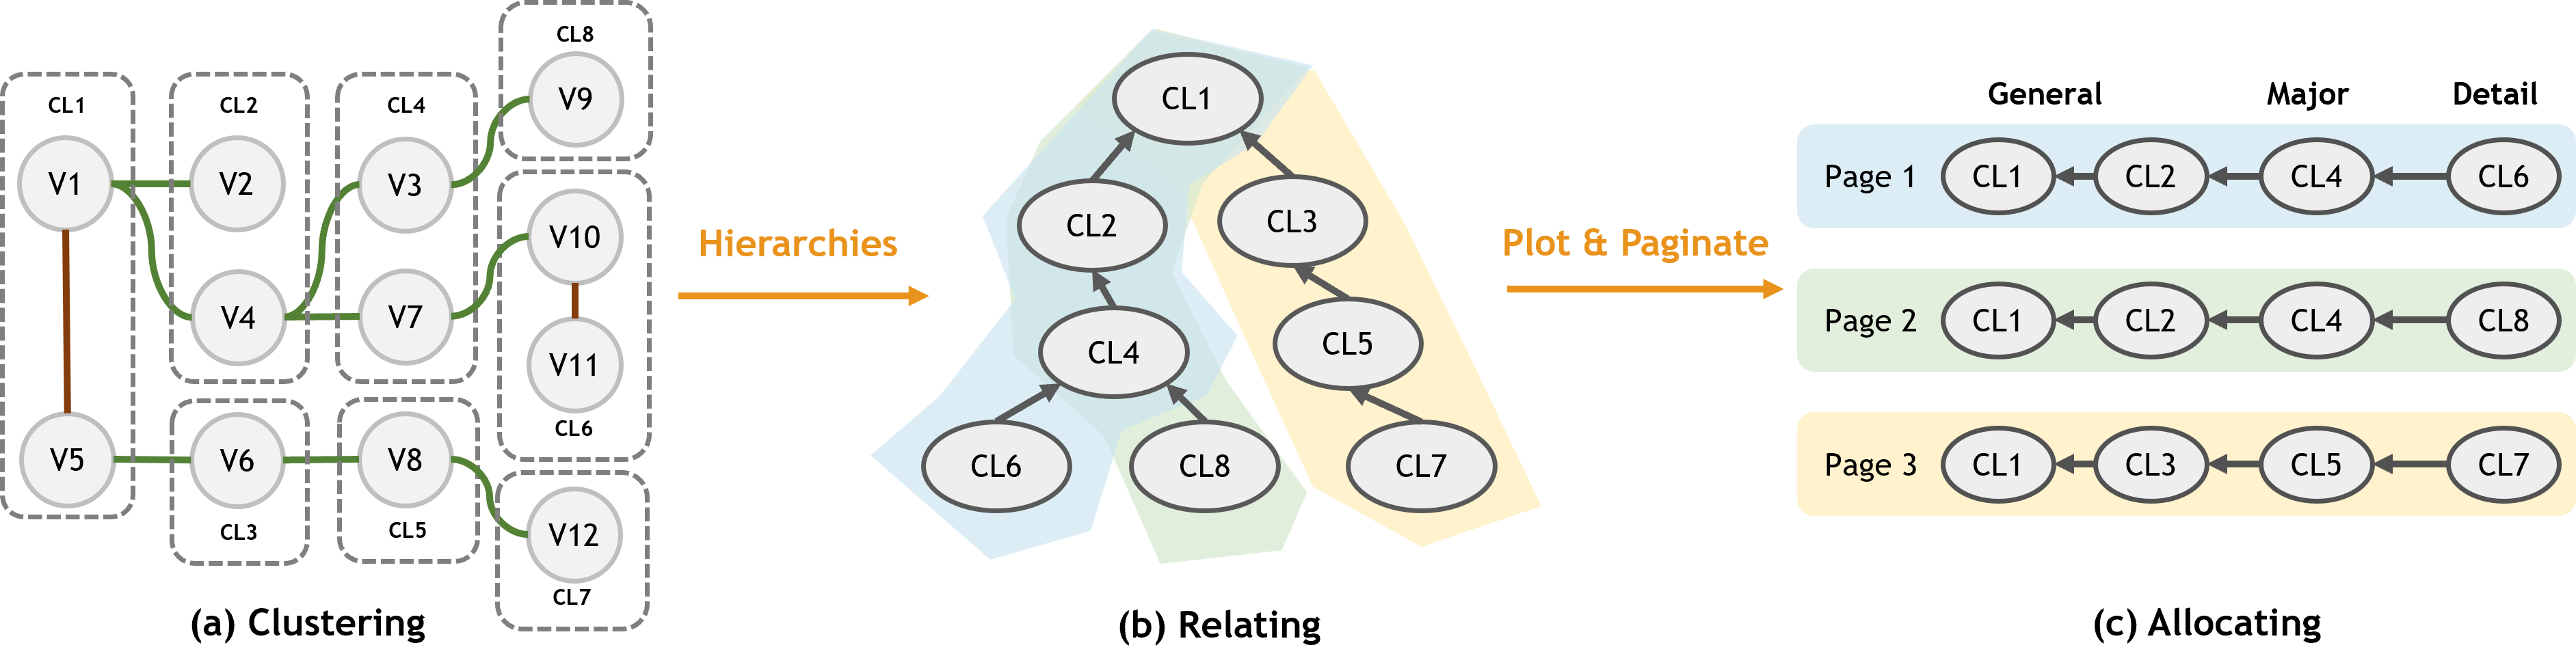 CL1
V1
V5
CL2
V2
V4
V6
CL3
CL4
V3
V7
V8
CL5
CL8
V9
V10
V11
CL6
V12
CL7
(a) Clustering
Hierarchies
CL1
CL2
CL3
CL4
CL5
CL6
CL8
CL7
(b) Relating
Plot & Paginate
General Major Detail
Page 1 CL1 CL2 CL4 CL6
Page 2 CL1 CL2 CL4 CL8
Page 3 CL1 CL3 CL5 CL7
(c) Allocating